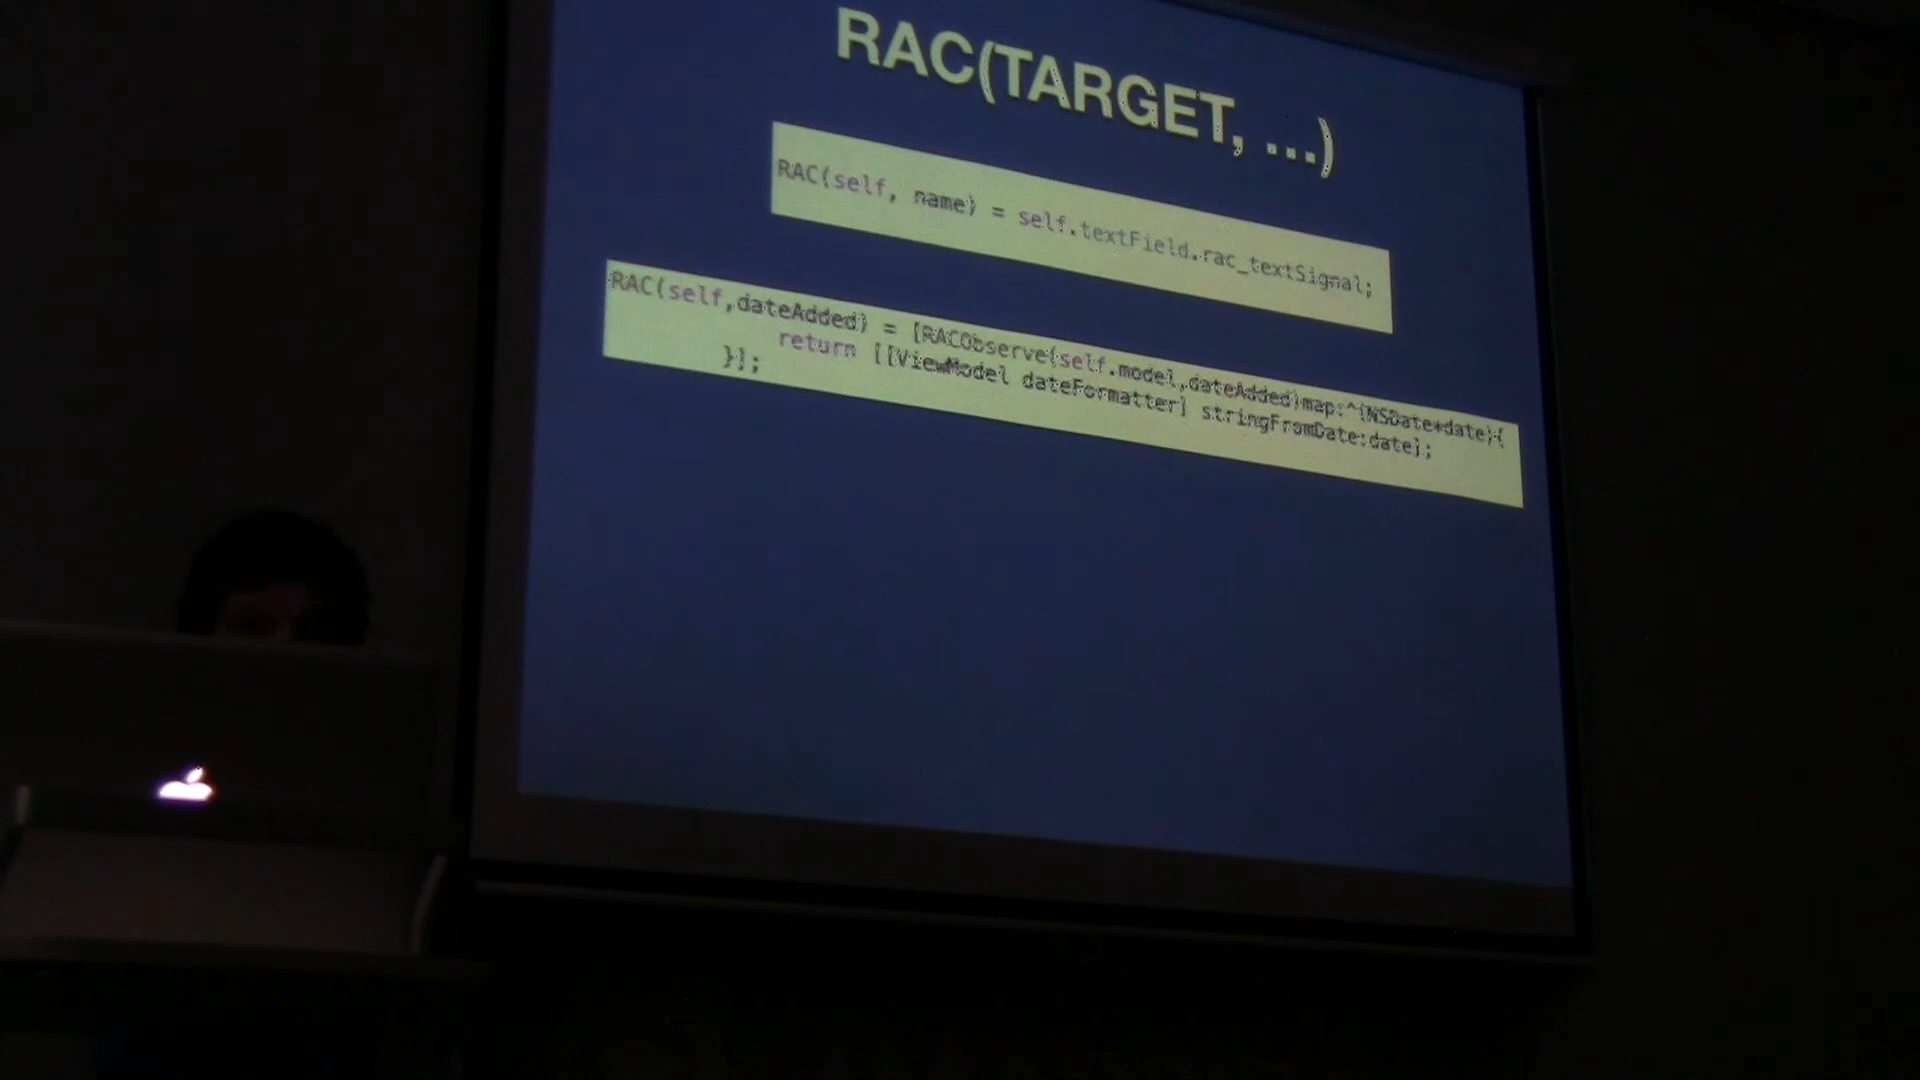 RAC(TARGET, ...)
RAC(self, name) = self.textField.rac_textSignal;
RAC(self,dateAdded) = [RACObserve(self.model,dateAdded)map:^(NSDate*date){
return [[ViewModel dateFormatter] stringFromDate:date];
}];